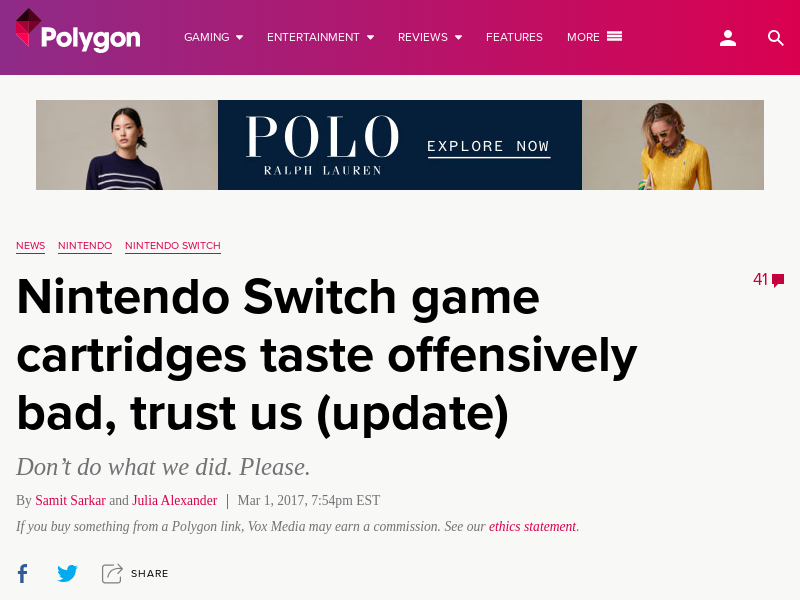 Polygon
GAMING
ENTERTAINMENT
REVIEWS
FEATURES
MORE
POLO
RALPH LAUREN
EXPLORE NOW
NEWS
NINTENDO
NINTENDO SWITCH
Nintendo Switch game
cartridges taste offensively
bad, trust us (update)
41
Don’t do what we did. Please.
By Samit Sarkar and Julia Alexander | Mar 1, 2017, 7:54pm EST
If you buy something from a Polygon link, Vox Media may earn a commission. See our ethics statement.
SHARE